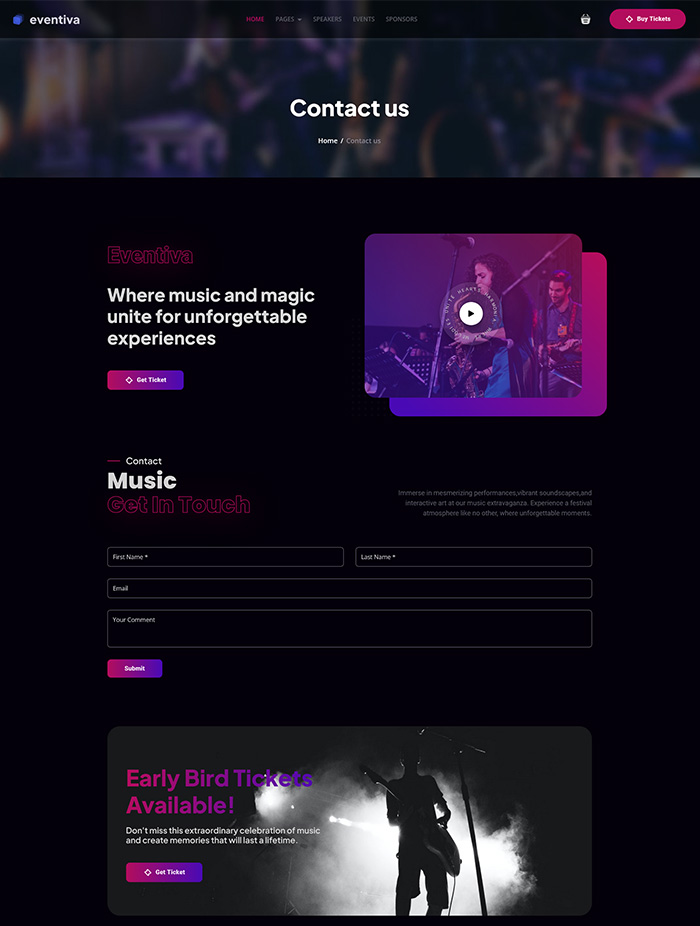 eventiva
HOME PAGES SPEAKERS EVENTS SPONSORS
Buy Tickets
Contact us
Home / Contact us
Eventiva
Where music and magic
unite for unforgettable
experiences
Get Ticket
Contact
Music
Get In Touch
Immerse in mesmerizing performances,vibrant soundscapes,and
interactive art at our music extravaganza. Experience a festival
atmosphere like no other, where unforgettable moments.
First Name *
Last Name *
Email
Your Comment
Submit
Early Bird Tickets
Available!
Don't miss this extraordinary celebration of music
and create memories that will last a lifetime.
Get Ticket